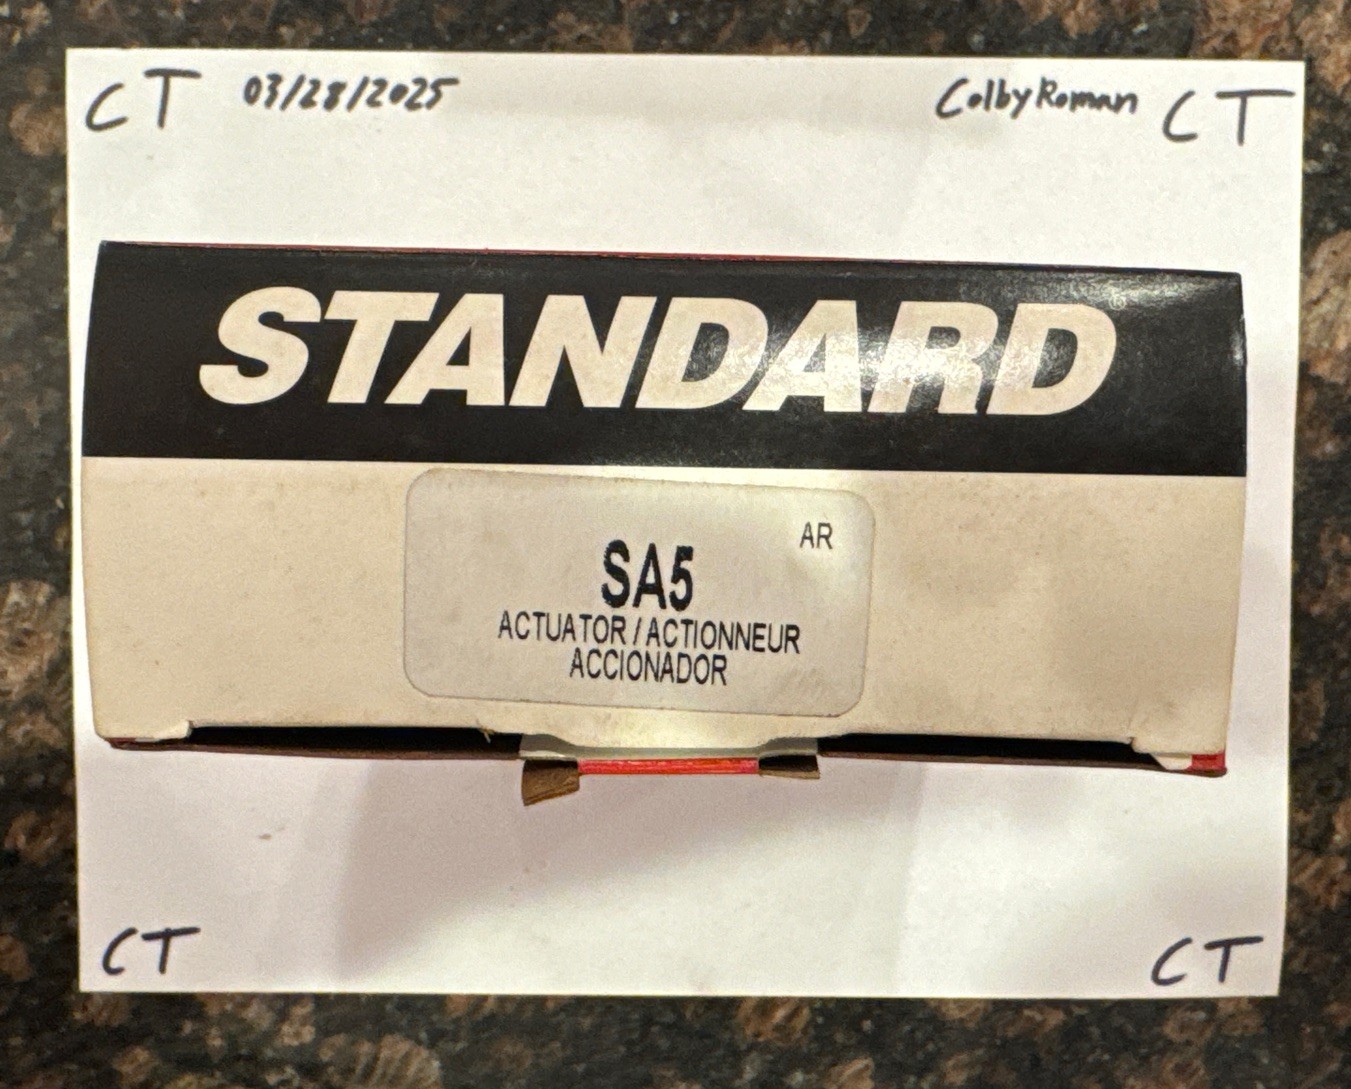 CT 03/28/2025 ColbyRoman CT
STANDARD®
AR
SA5
ACTUATOR / ACTIONNEUR
ACCIONADOR
CT CT